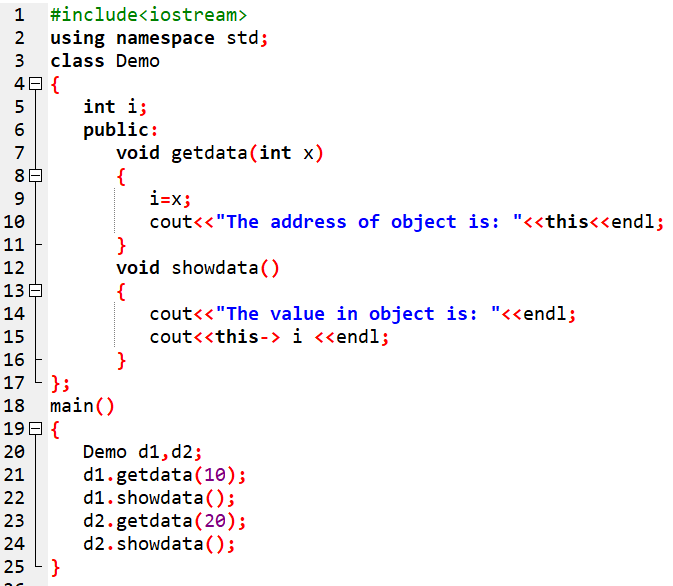 1 #include<iostream>
2 using namespace std;
3 class Demo
4 {
5 int i;
6 public:
7 void getdata(int x)
8 {
9 i=x;
10 cout<<"The address of object is: "<<this<<endl;
11 }
12 void showdata()
13 {
14 cout<<"The value in object is: "<<endl;
15 cout<<this-> i <<endl;
16 }
17 };
18 main()
19 {
20 Demo d1,d2;
21 d1.getdata(10);
22 d1.showdata();
23 d2.getdata(20);
24 d2.showdata();
25 }